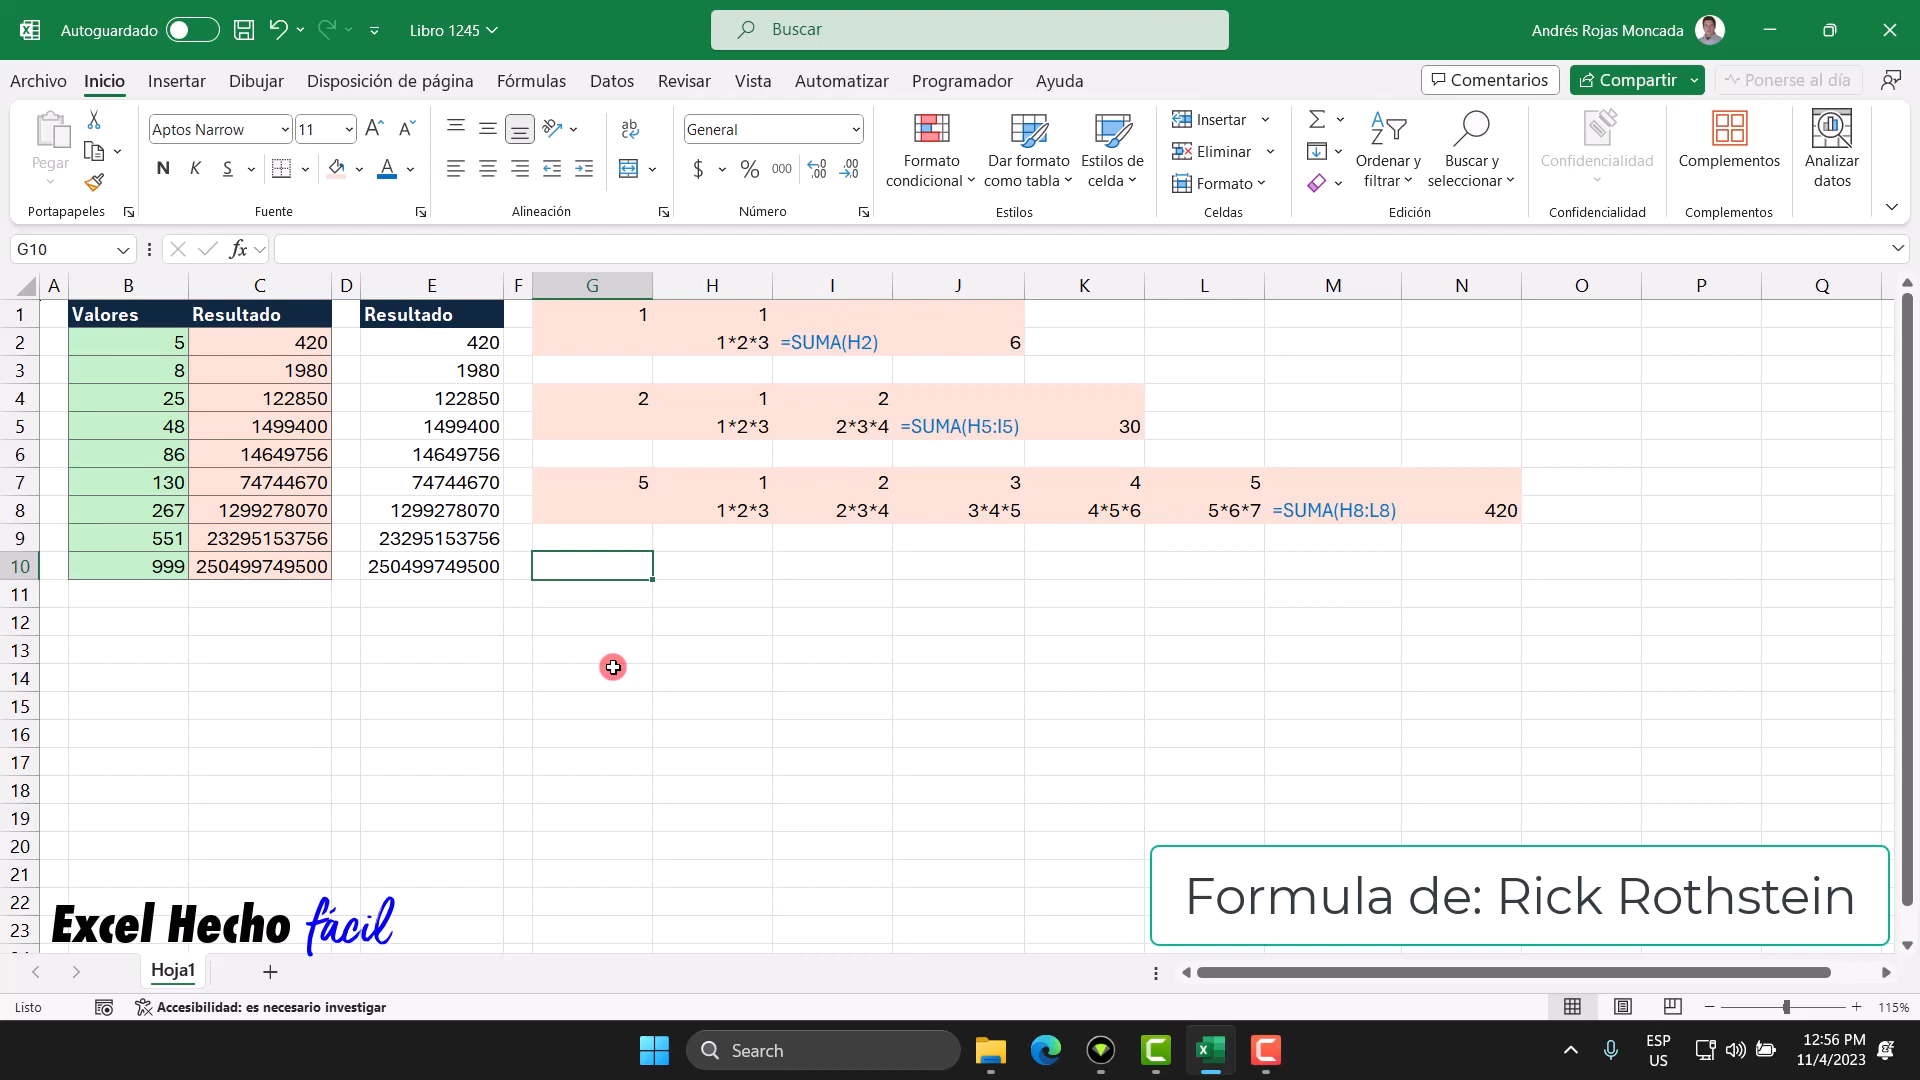 Autoguardado Libro 1245 Buscar Andrés Rojas Moncada
Archivo Inicio Insertar Dibujar Disposición de página Fórmulas Datos Revisar Vista Automatizar Programador Ayuda Comentarios Compartir Ponerse al día
Pegar
Portapapeles
Aptos Narrow 11
N K S
Fuente
ab
Alineación
General
$ % 000
Número
Formato condicional
Dar formato como tabla
Estilos de celda
Estilos
Insertar
Eliminar
Formato
Celdas
Ordenar y filtrar
Buscar y seleccionar
Edición
Confidencialidad
Confidencialidad
Complementos
Complementos
Analizar datos
G10 fx
A B C D E F G H I J K L M N O P Q
1 Valores Resultado Resultado 1 1
2 5 420 420 1*2*3 =SUMA(H2) 6
3 8 1980 1980
4 25 122850 122850 2 1 2
5 48 1499400 1499400 1*2*3 2*3*4 =SUMA(H5:I5) 30
6 86 14649756 14649756
7 130 74744670 74744670 5 1 2 3 4 5
8 267 1299278070 1299278070 1*2*3 2*3*4 3*4*5 4*5*6 5*6*7 =SUMA(H8:L8) 420
9 551 23295153756 23295153756
10 999 250499749500 250499749500
11
12
13
14
15
16
17
18
19
20
21
22
23
Formula de: Rick Rothstein
Excel Hecho fácil
Hoja1
Listo Accesibilidad: es necesario investigar 115%
Search ESP US 12:56 PM 11/4/2023